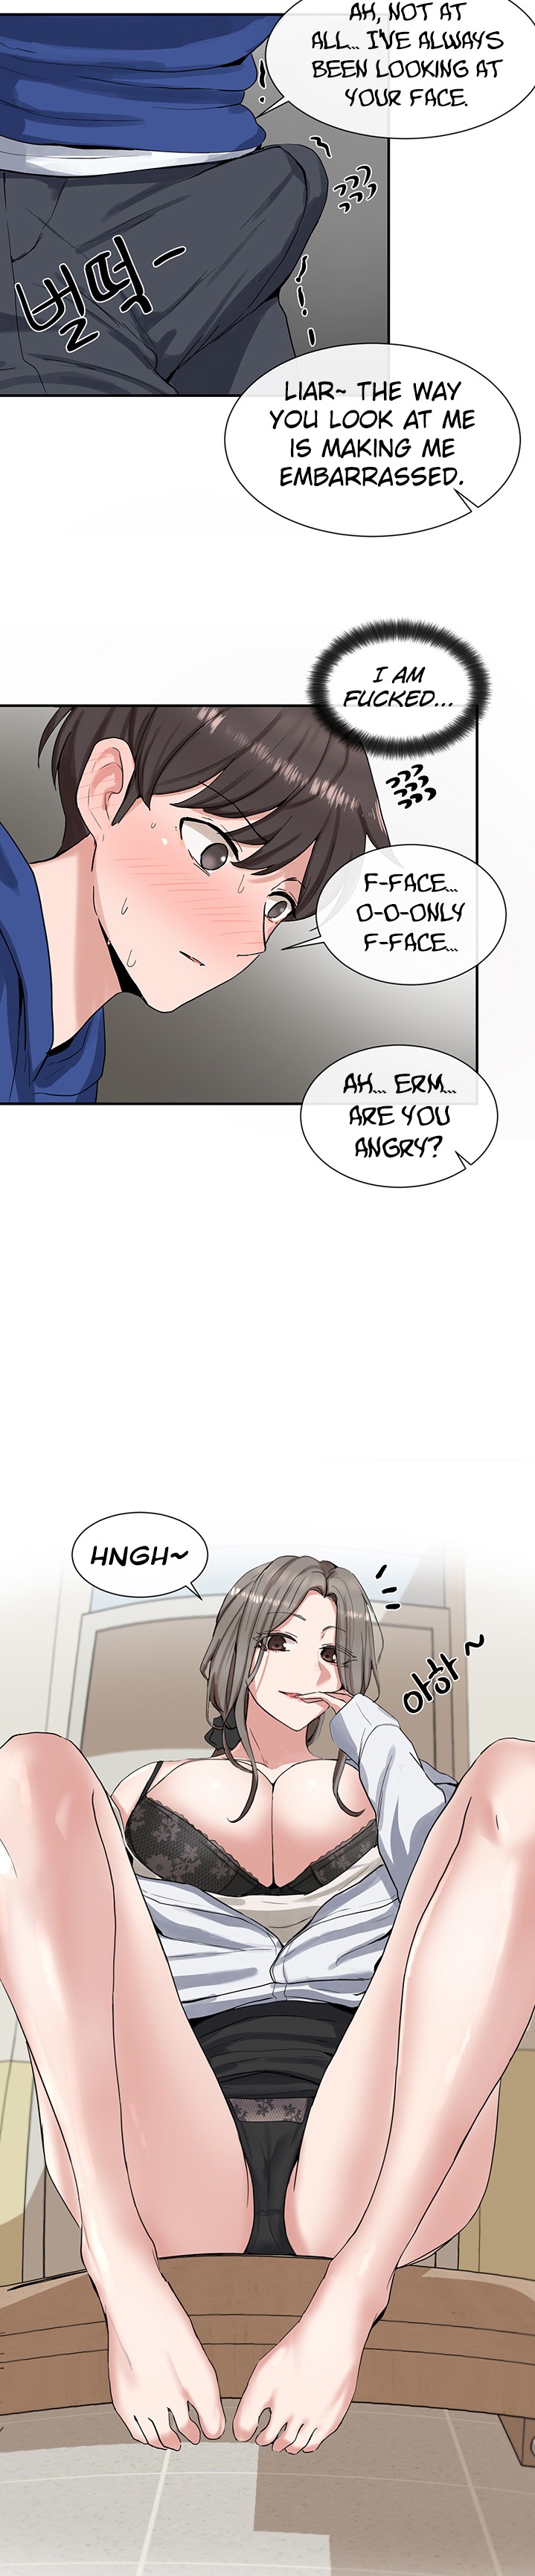 AH, NOT AT
ALL... I'VE ALWAYS
BEEN LOOKING AT
YOUR FACE.
벌떡~
LIAR~ THE WAY
YOU LOOK AT ME
IS MAKING ME
EMBARRASSED.
I AM
FUCKED...
F-FACE...
O-O-ONLY
F-FACE...
AH... ERM...
ARE YOU
ANGRY?
HNGH~
아하~